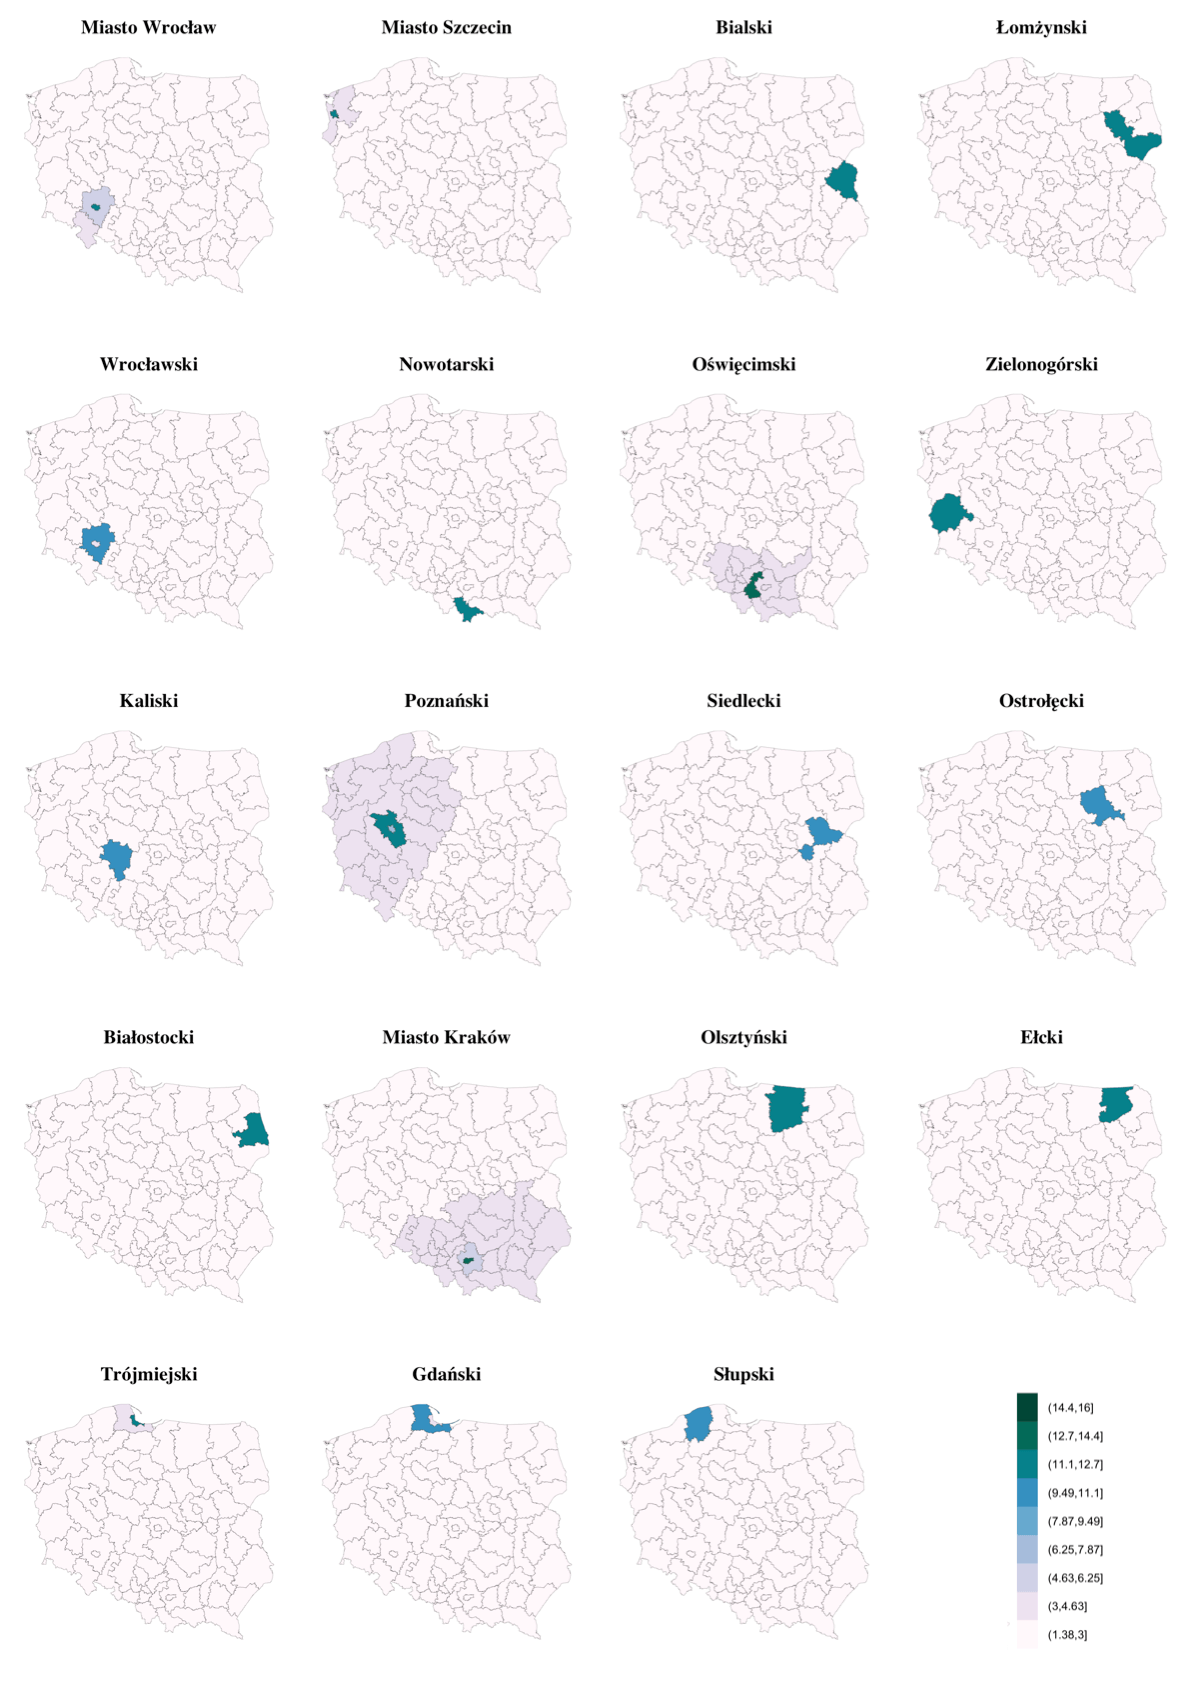 Miasto Wrocław
Miasto Szczecin
Bialski
Łomżynski
Wrocławski
Nowotarski
Oświęcimski
Zielonogórski
Kaliski
Poznański
Siedlecki
Ostrołęcki
Białostocki
Miasto Kraków
Olsztyński
Ełcki
Trójmiejski
Gdański
Słupski
(14.4,16]
(12.7,14.4]
(11.1,12.7]
(9.49,11.1]
(7.87,9.49]
(6.25,7.87]
(4.63,6.25]
(3,4.63]
(1.38,3]